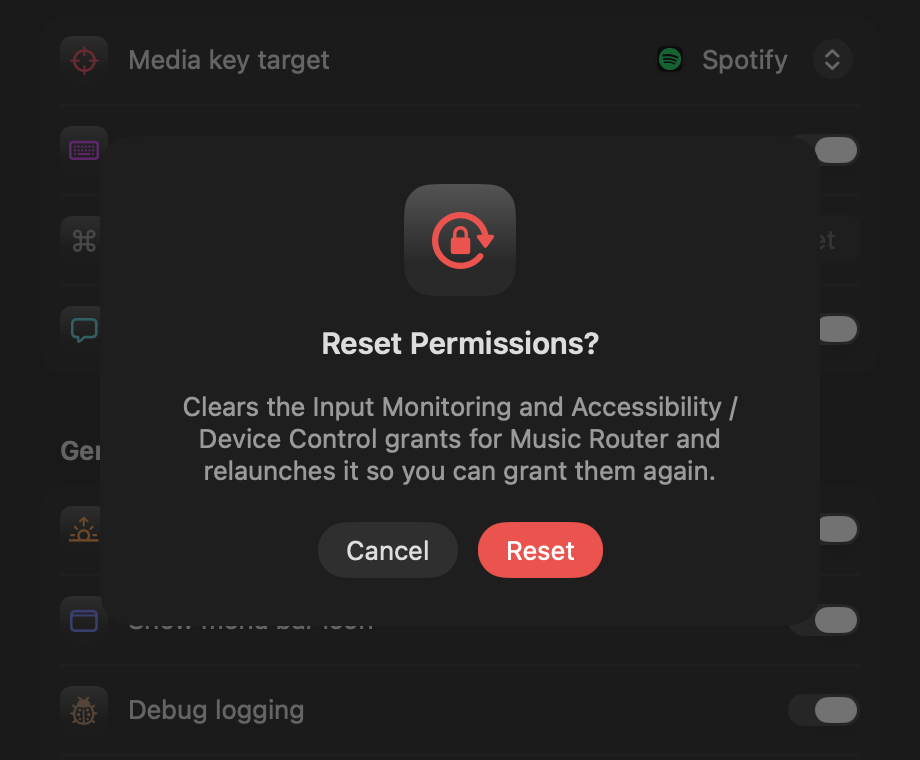 Media key target
Spotify
Reset Permissions?
Clears the Input Monitoring and Accessibility /
Device Control grants for Music Router and
relaunches it so you can grant them again.
Cancel
Reset
Debug logging